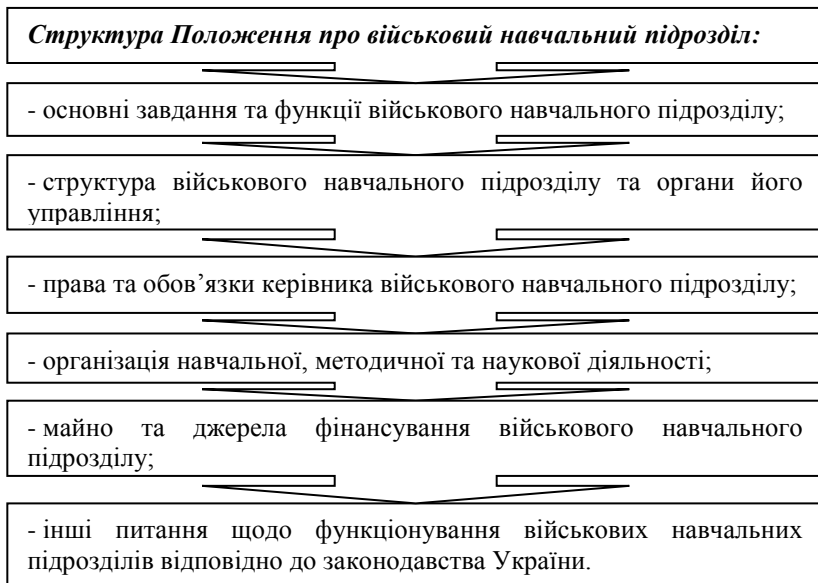 Структура Положення про військовий навчальний підрозділ:
- основні завдання та функції військового навчального підрозділу;
- структура військового навчального підрозділу та органи його
управління;
- права та обов’язки керівника військового навчального підрозділу;
- організація навчальної, методичної та наукової діяльності;
- майно та джерела фінансування військового навчального
підрозділу;
- інші питання щодо функціонування військових навчальних
підрозділів відповідно до законодавства України.